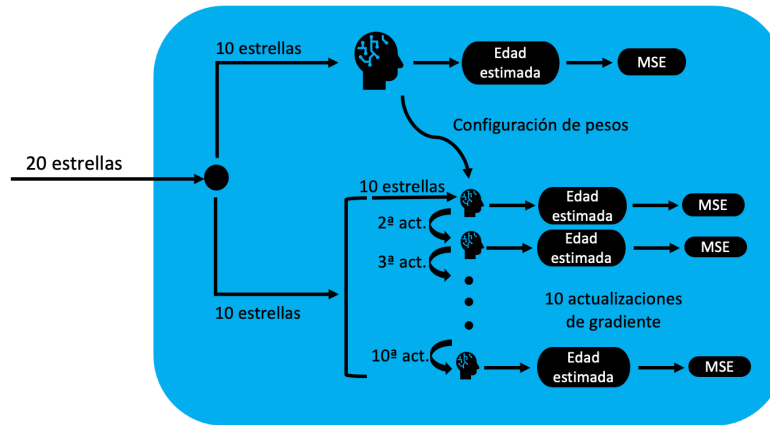 10 estrellas
Edad
estimada
MSE
Configuración de pesos
20 estrellas
10 estrellas
Edad
estimada
MSE
2ª act.
Edad
estimada
MSE
3ª act.
10 estrellas
10 actualizaciones
de gradiente
10ª act.
Edad
estimada
MSE